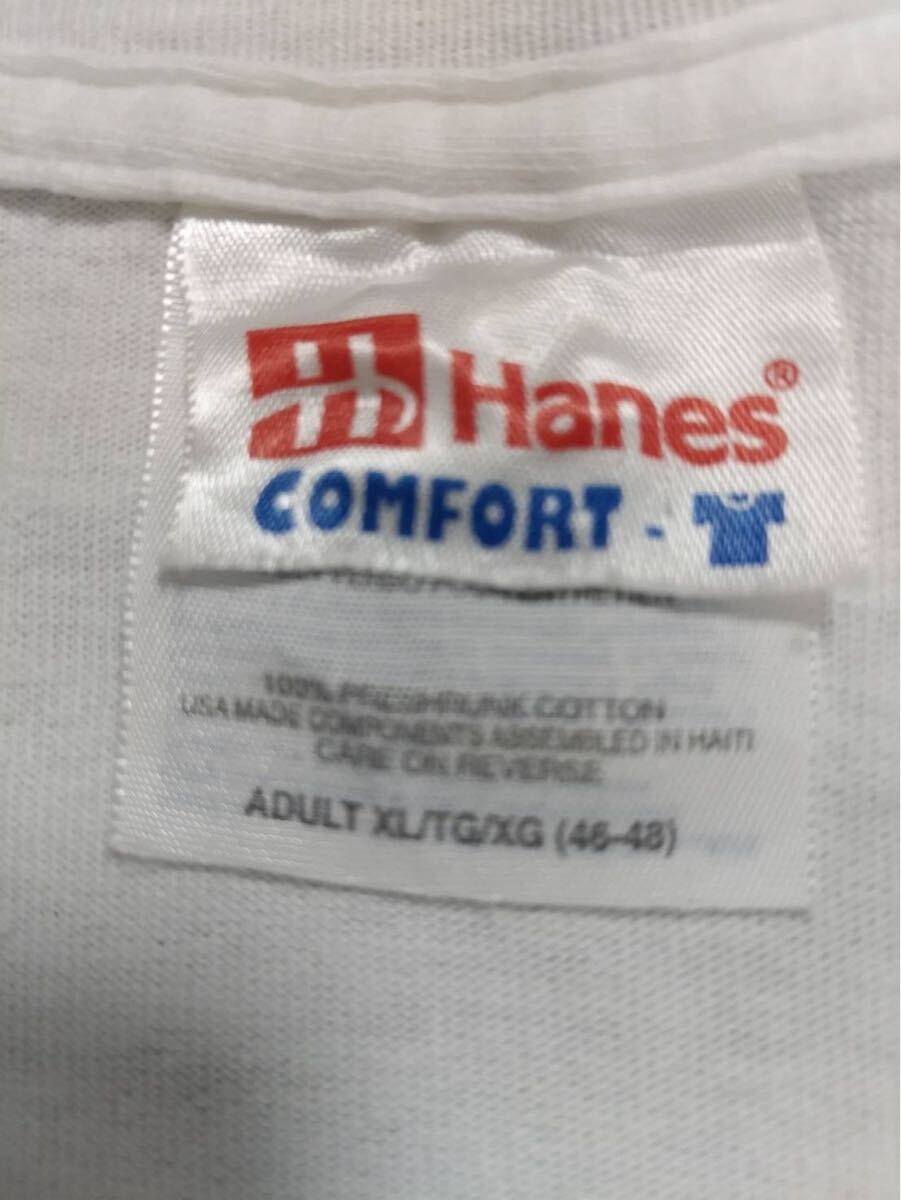 Hanes®
COMFORT -
100% PRESHRUNK COTTON
USA MADE COMPONENTS ASSEMBLED IN HAITI
CARE ON REVERSE
ADULT XL/TG/XG (46-48)